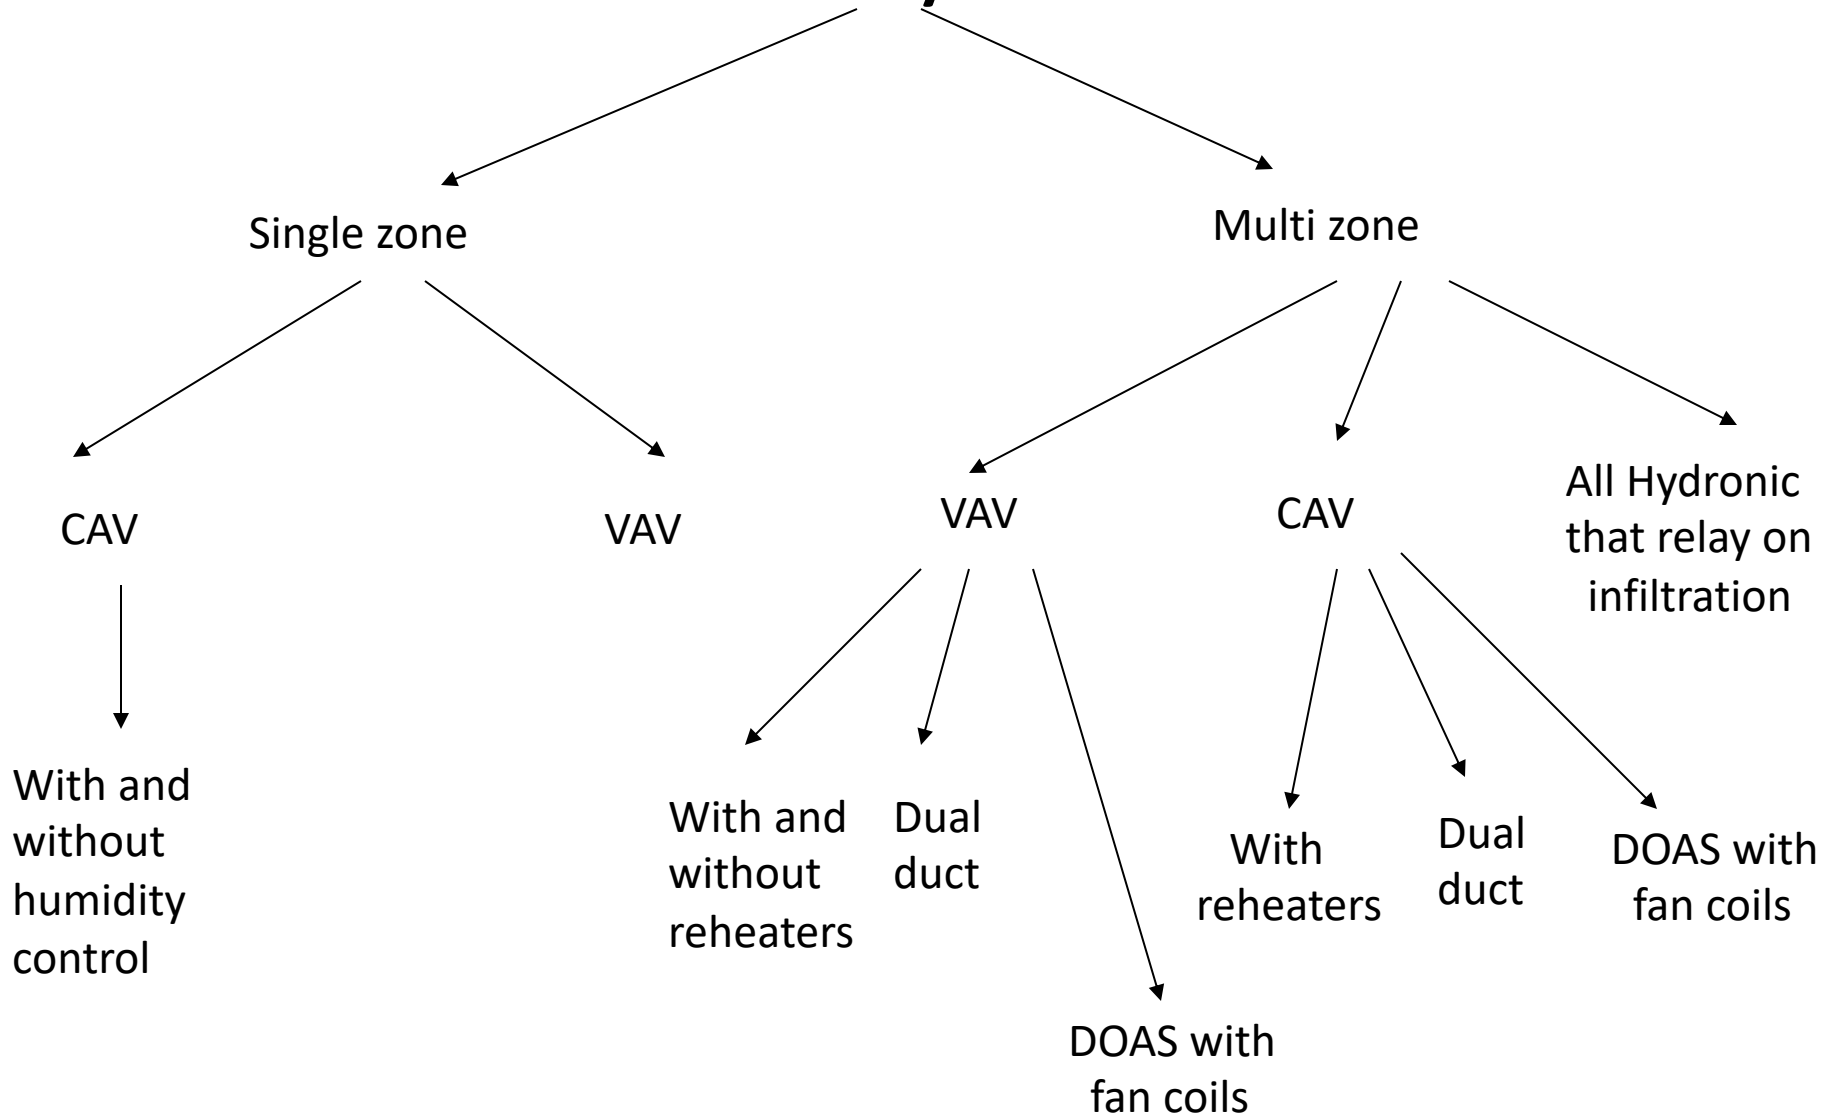 Single zone
Multi zone
CAV
VAV
VAV
CAV
All Hydronic
that relay on
infiltration
With and
without
humidity
control
With and
without
reheaters
Dual
duct
With
reheaters
Dual
duct
DOAS with
fan coils
DOAS with
fan coils